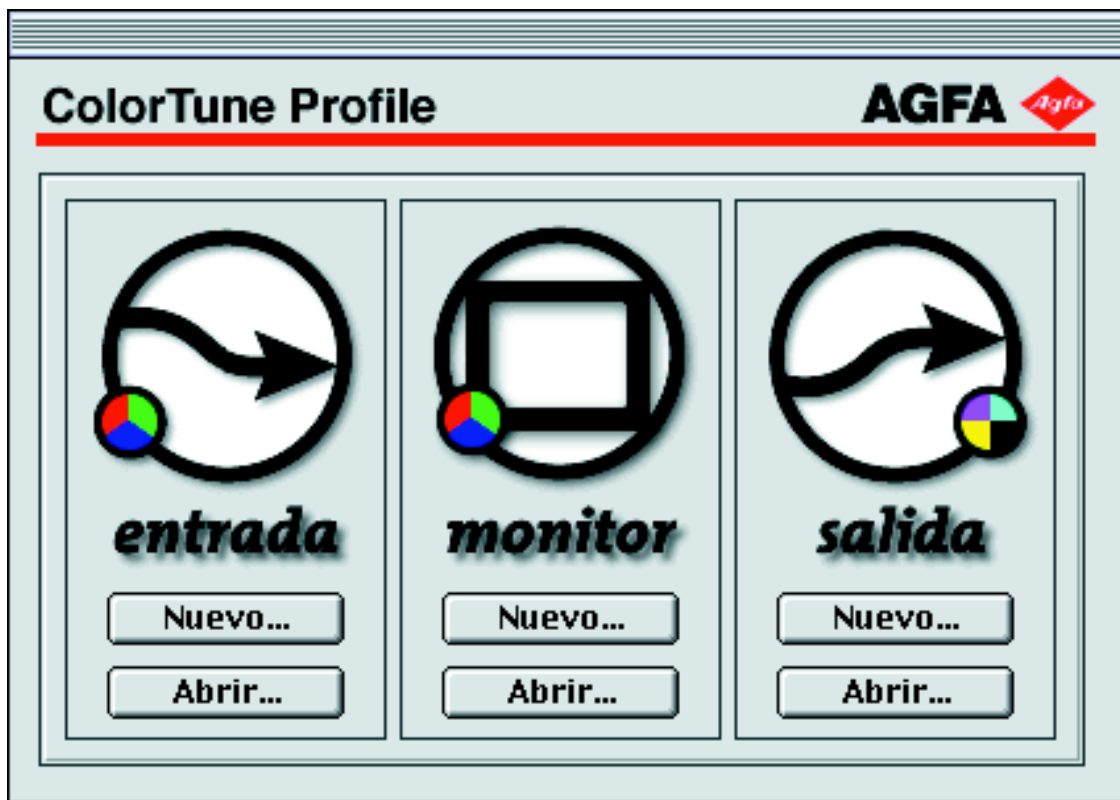 ColorTune Profile
AGFA Agfa
entrada
Nuevo...
Abrir...
monitor
Nuevo...
Abrir...
salida
Nuevo...
Abrir...